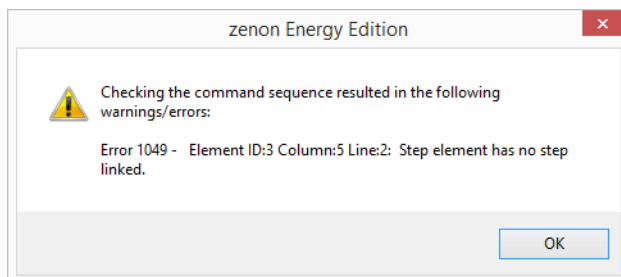 zenon Energy Edition
Checking the command sequence resulted in the following
warnings/errors:
Error 1049 -   Element ID:3 Column:5 Line:2:  Step element has no step
linked.
OK